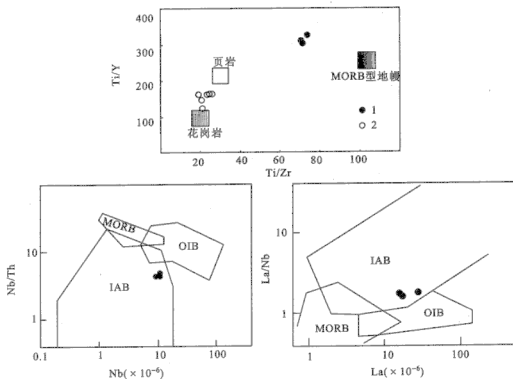 400
300
200
100
Ti/Y
页岩
花岗岩
MORB型地幔
1
2
20 40 60 80 100
Ti/Zr
10
1
Nb/Th
MORB
OIB
IAB
0.1 1 10 100
Nb(×10⁻⁶)
10
1
La/Nb
IAB
MORB
OIB
1 10 100
La(×10⁻⁶)